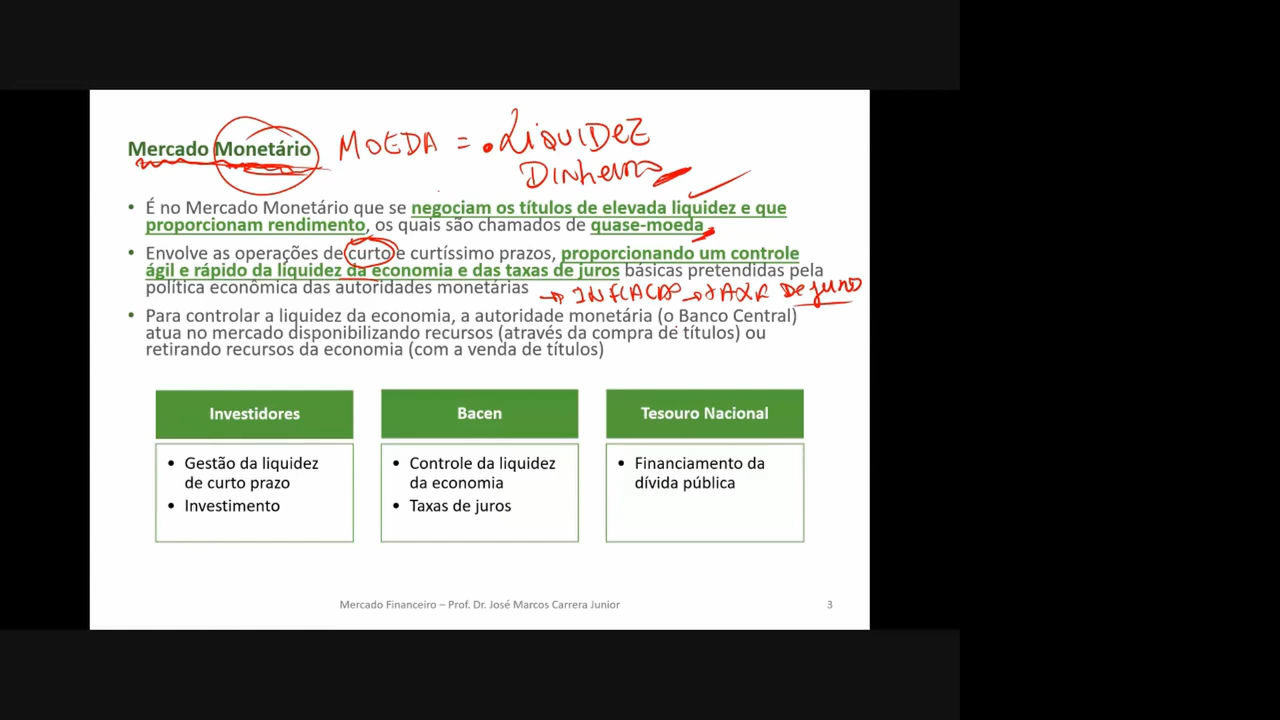 Mercado Monetário MOEDA = . LiQUIDEZ
Dinheiro
• É no Mercado Monetário que se negociam os títulos de elevada liquidez e que
proporcionam rendimento, os quais são chamados de quase-moeda.
• Envolve as operações de curto e curtíssimo prazos, proporcionando um controle
ágil e rápido da liquidez da economia e das taxas de juros básicas pretendidas pela
política econômica das autoridades monetárias → INFLACAO → TAXA De juRO
• Para controlar a liquidez da economia, a autoridade monetária (o Banco Central)
atua no mercado disponibilizando recursos (através da compra de títulos) ou
retirando recursos da economia (com a venda de títulos)
Investidores
• Gestão da liquidez
de curto prazo
• Investimento
Bacen
• Controle da liquidez
da economia
• Taxas de juros
Tesouro Nacional
• Financiamento da
dívida pública
Mercado Financeiro – Prof. Dr. José Marcos Carrera Junior 3